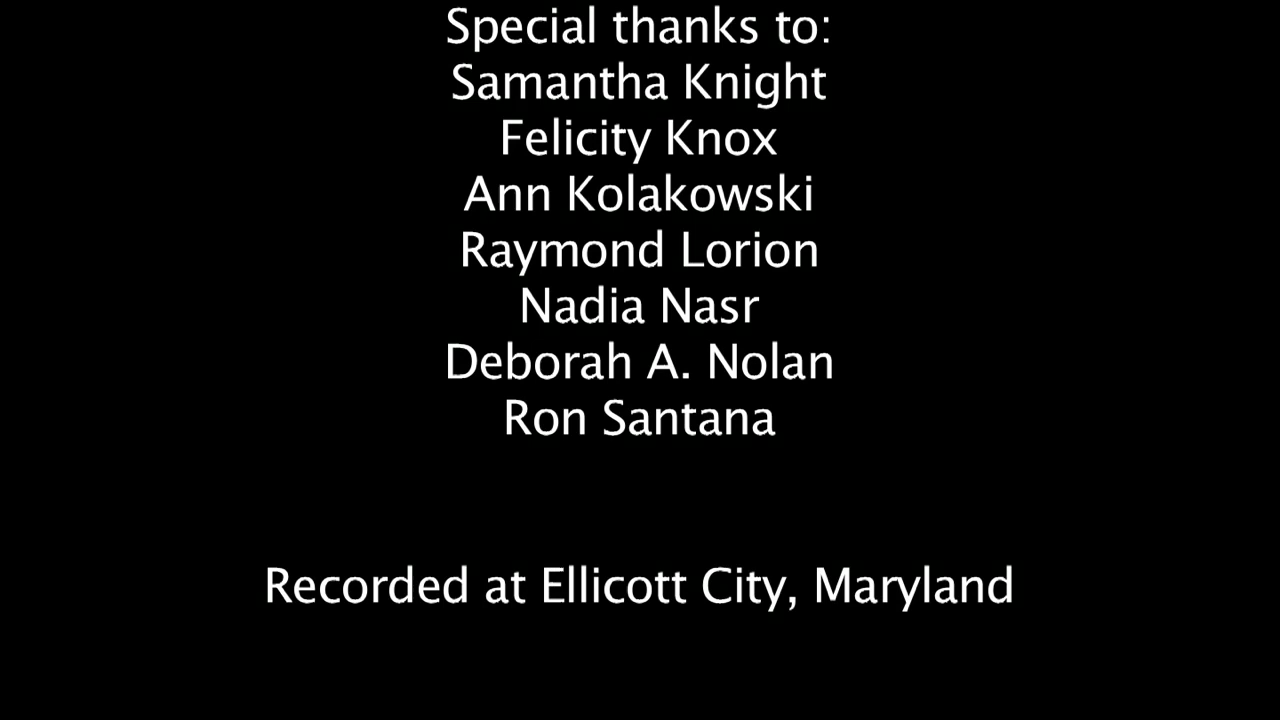 Special thanks to:
Samantha Knight
Felicity Knox
Ann Kolakowski
Raymond Lorion
Nadia Nasr
Deborah A. Nolan
Ron Santana
Recorded at Ellicott City, Maryland